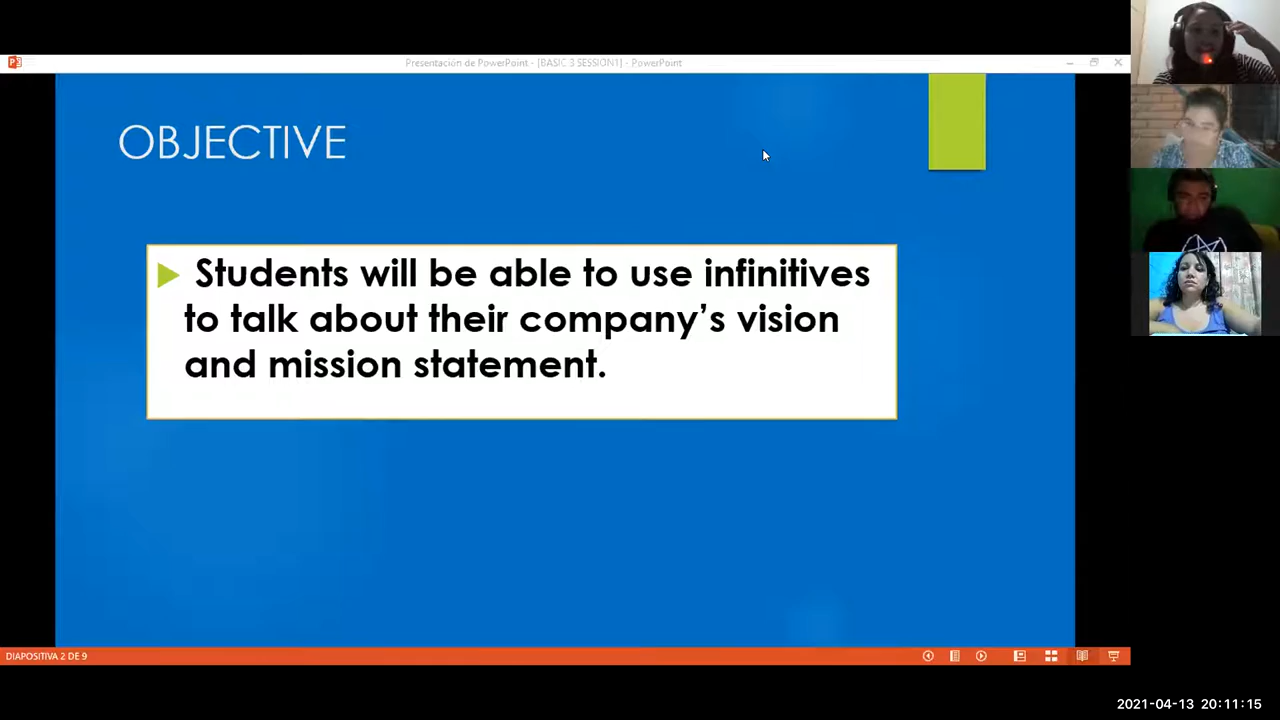 Presentación de PowerPoint - [BASIC 3 SESSION1] - PowerPoint
OBJECTIVE
Students will be able to use infinitives
to talk about their company’s vision
and mission statement.
DIAPOSITIVA 2 DE 9
2021-04-13 20:11:15